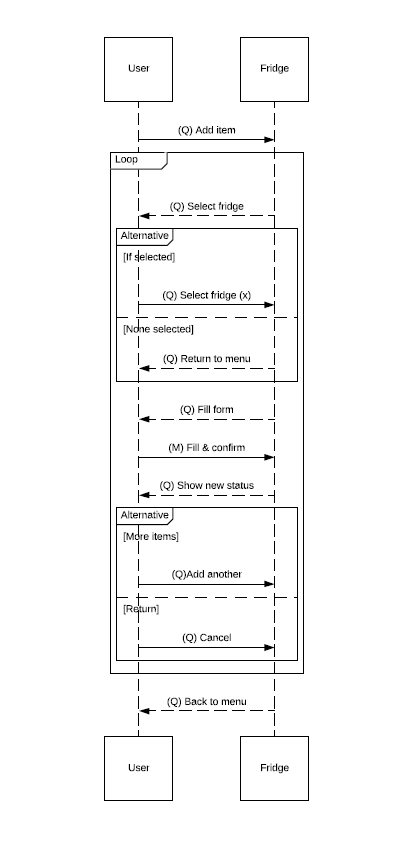 User
Fridge
(Q) Add item
Loop
(Q) Select fridge
Alternative
[If selected]
(Q) Select fridge (x)
[None selected]
(Q) Return to menu
(Q) Fill form
(M) Fill & confirm
(Q) Show new status
Alternative
[More items]
(Q)Add another
[Return]
(Q) Cancel
(Q) Back to menu
User
Fridge